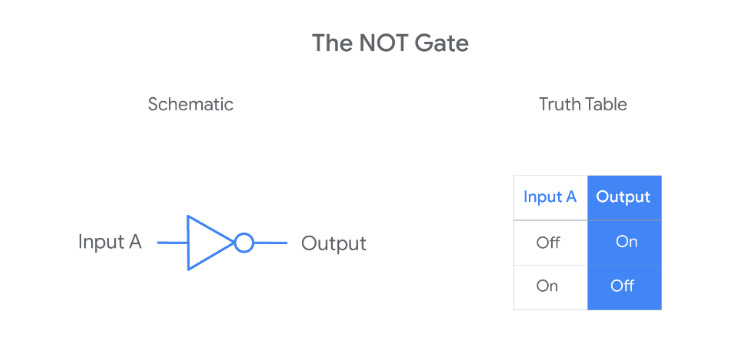 The NOT Gate
Schematic
Truth Table
Input A
Output
Input A Output
Off On
On Off